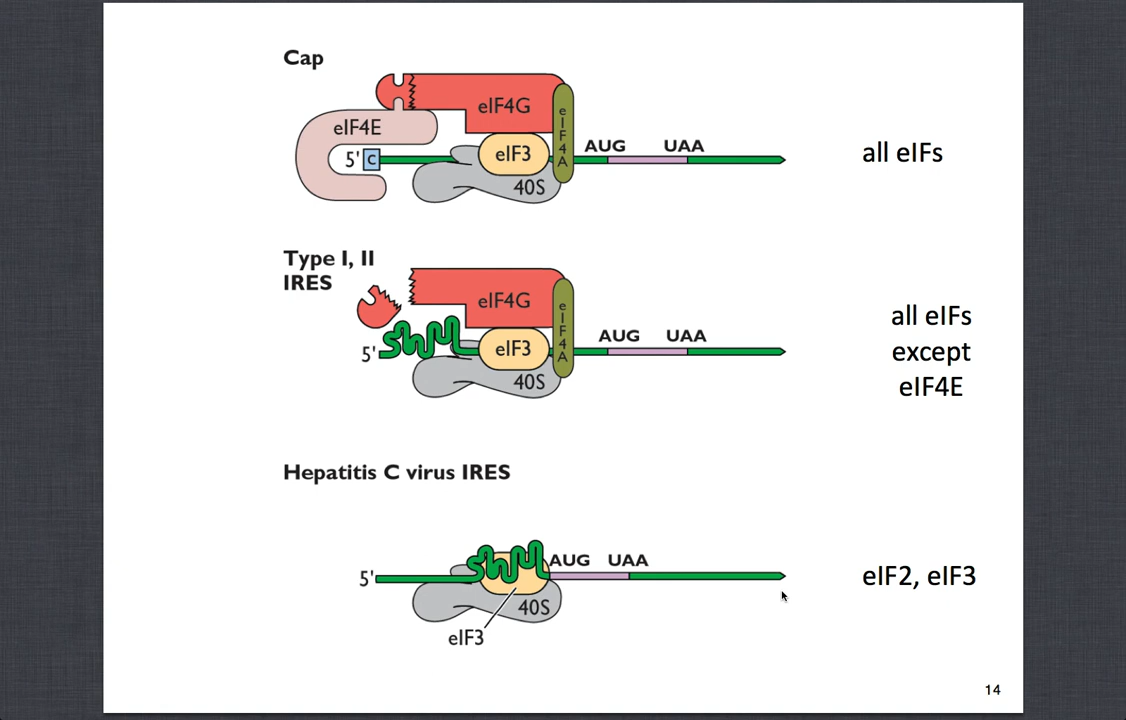 Cap
eIF4G
eIF4E
eIF4A
5' C
eIF3
AUG UAA
40S
all eIFs
Type I, II
IRES
eIF4G
eIF4A
5'
eIF3
AUG UAA
40S
all eIFs
except
eIF4E
Hepatitis C virus IRES
AUG UAA
5'
40S
eIF3
eIF2, eIF3
14